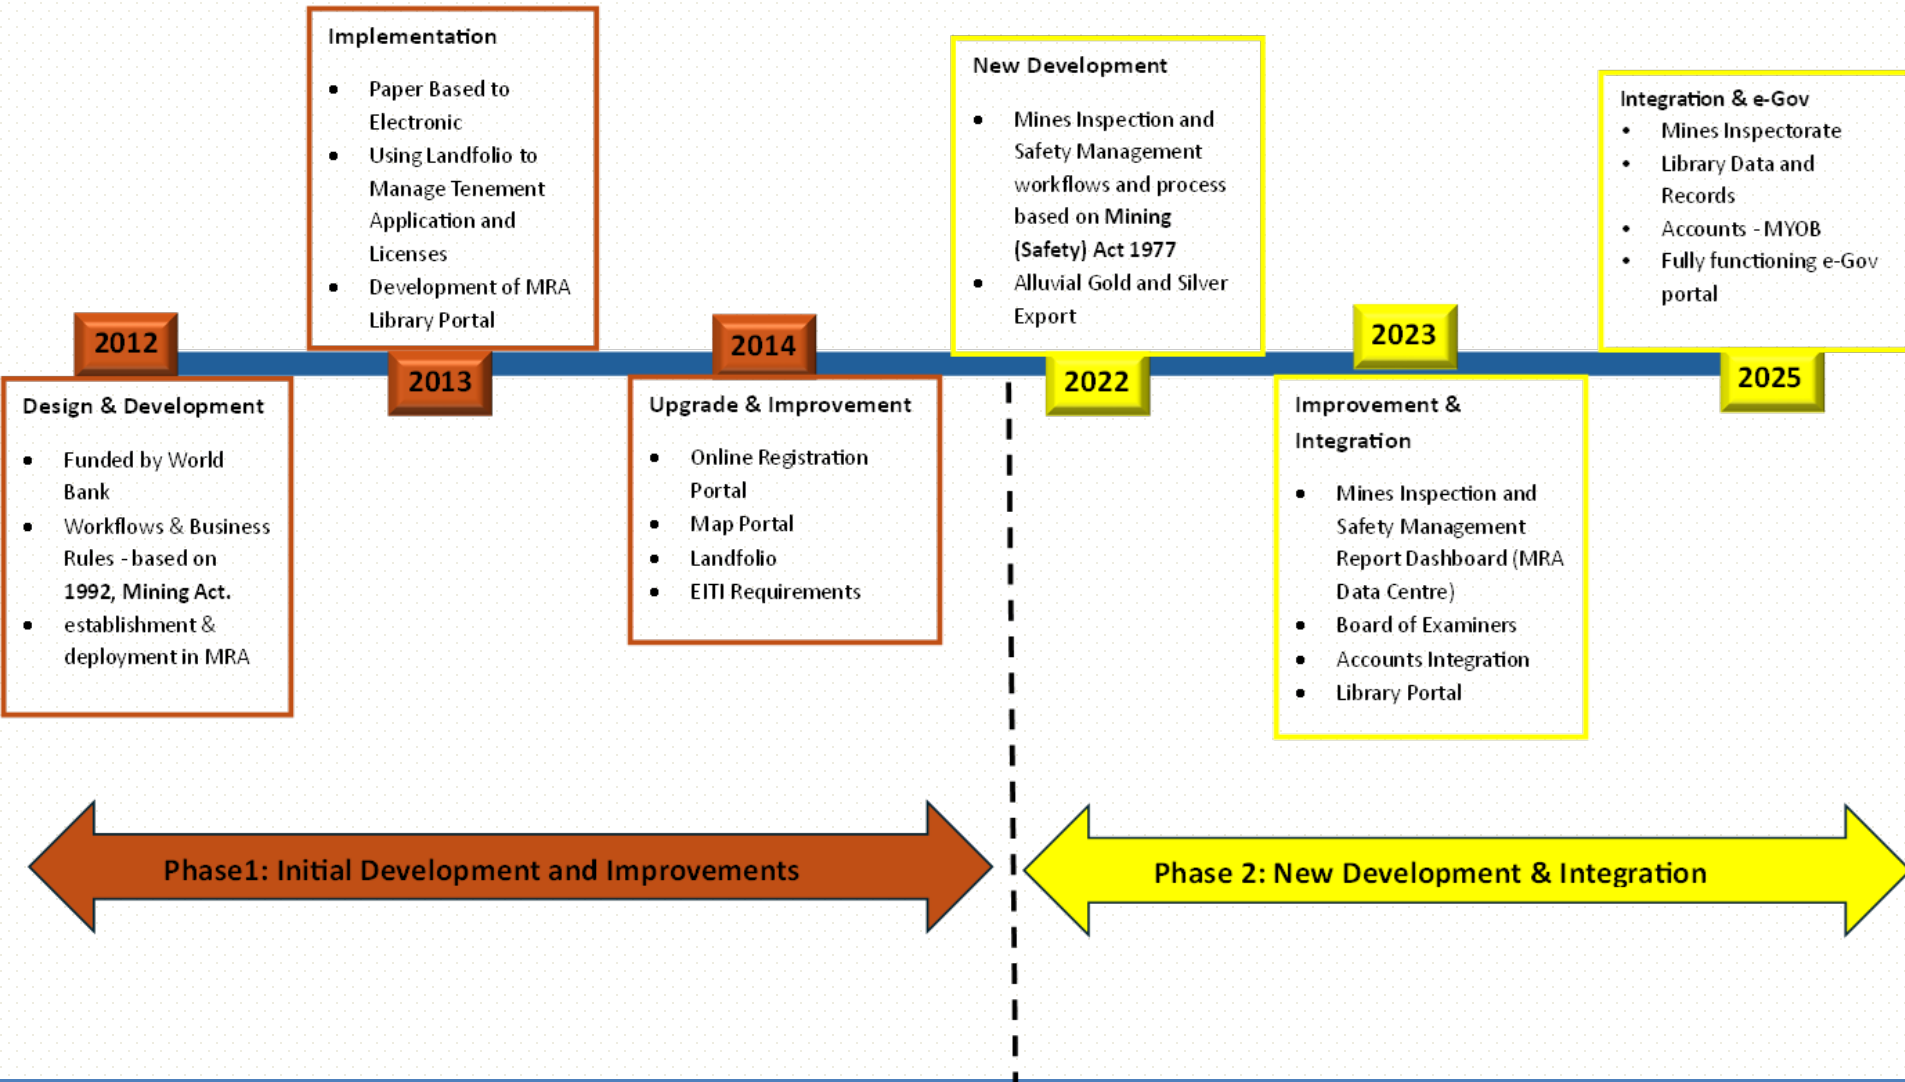 Implementation
• Paper Based to
Electronic
• Using Landfolio to
Manage Tenement
Application and
Licenses
• Development of MRA
Library Portal
New Development
• Mines Inspection and
Safety Management
workflows and process
based on Mining
(Safety) Act 1977
• Alluvial Gold and Silver
Export
Integration & e-Gov
• Mines Inspectorate
• Library Data and
Records
• Accounts - MYOB
• Fully functioning e-Gov
portal
2012
2013
2014
2022
2023
2025
Design & Development
• Funded by World
Bank
• Workflows & Business
Rules - based on
1992, Mining Act.
• establishment &
deployment in MRA
Upgrade & Improvement
• Online Registration
Portal
• Map Portal
• Landfolio
• EITI Requirements
Improvement &
Integration
• Mines Inspection and
Safety Management
Report Dashboard (MRA
Data Centre)
• Board of Examiners
• Accounts Integration
• Library Portal
Phase1: Initial Development and Improvements
Phase 2: New Development & Integration